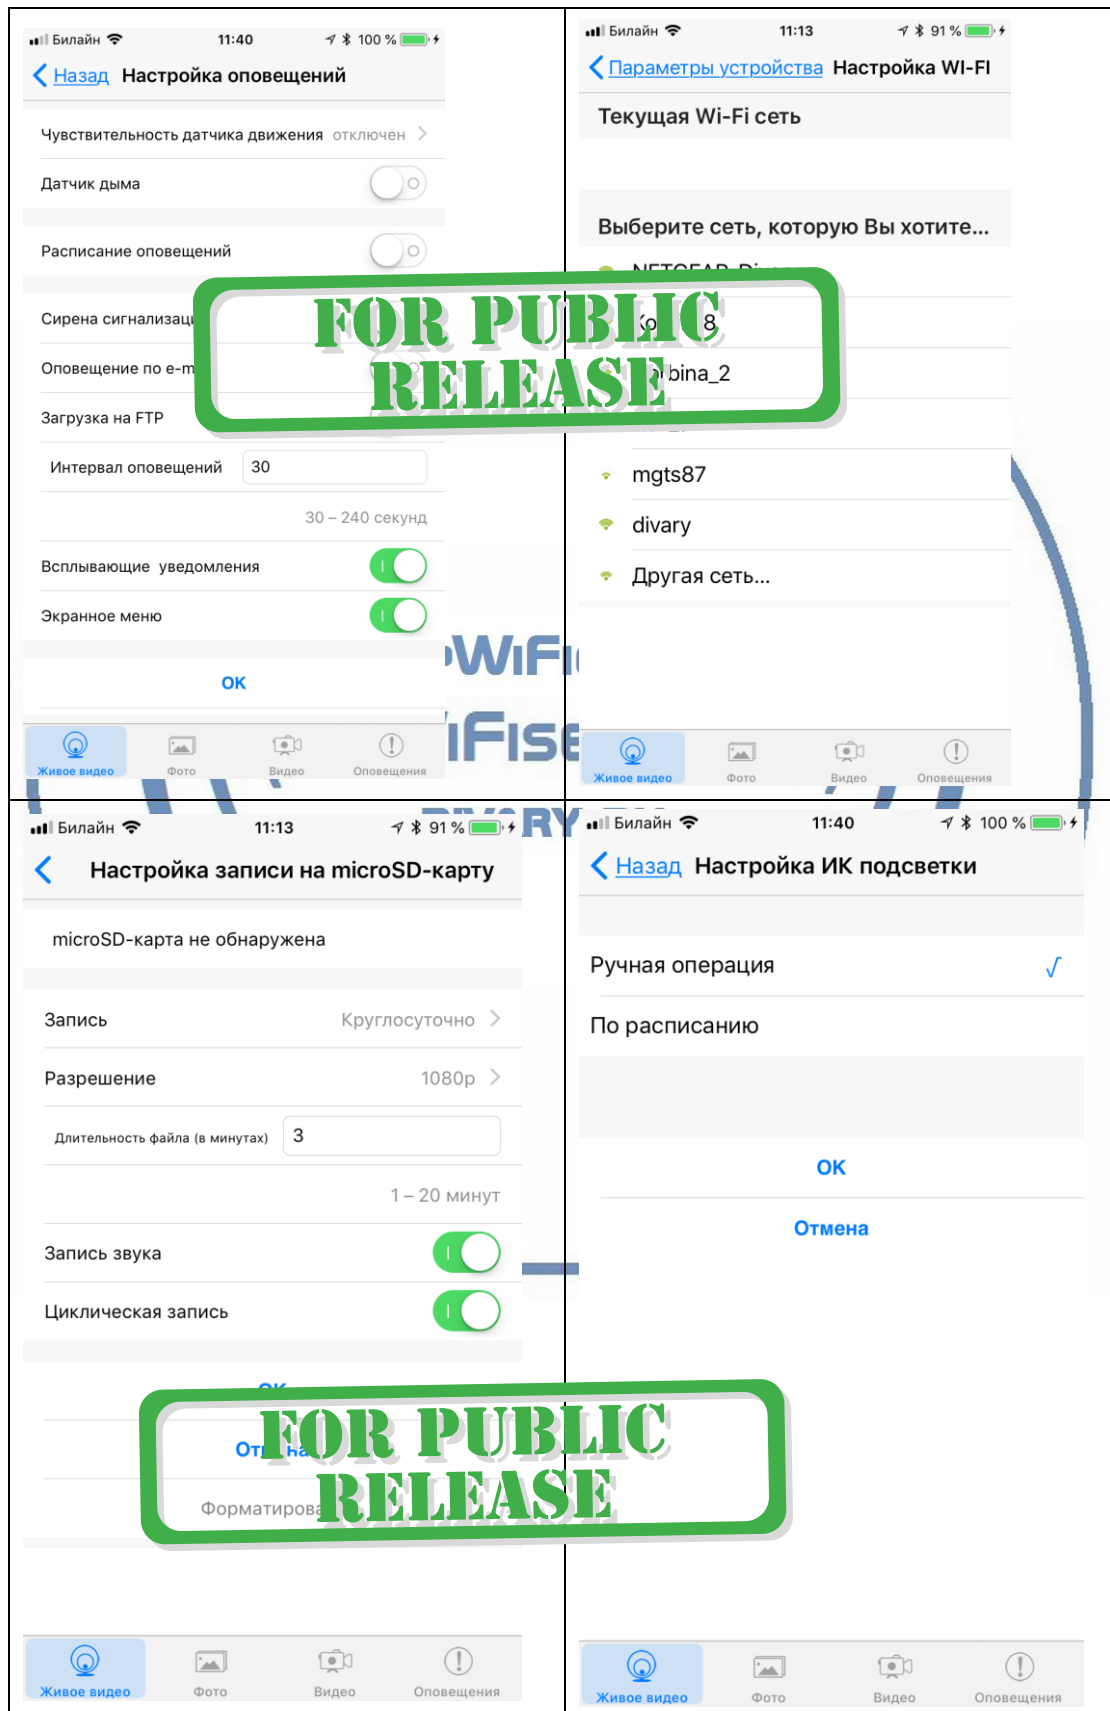 Билайн 11:40 100 %
Назад Настройка оповещений
Чувствительность датчика движения отключен
Датчик дыма
Расписание оповещений
Сирена
Оповещение по
Загрузка на FTP
Интервал оповещений 30
30 – 240 секунд
Всплывающие уведомления
Экранное меню
OK
Живое видео Фото Видео Оповещения
Билайн 11:13 91 %
Параметры устройства Настройка WI-FI
Текущая Wi-Fi сеть
Выберите сеть, которую Вы хотите...
mgts87
divary
Другая сеть...
Живое видео Фото Видео Оповещения
FOR PUBLIC
RELEASE
Билайн 11:13 91 %
Настройка записи на microSD-карту
microSD-карта не обнаружена
Запись Круглосуточно
Разрешение 1080p
Длительность файла (в минутах) 3
1 – 20 минут
Запись звука
Циклическая запись
OK
Живое видео Фото Видео Оповещения
Билайн 11:40 100 %
Назад Настройка ИК подсветки
Ручная операция
По расписанию
OK
Отмена
Живое видео Фото Видео Оповещения
FOR PUBLIC
RELEASE